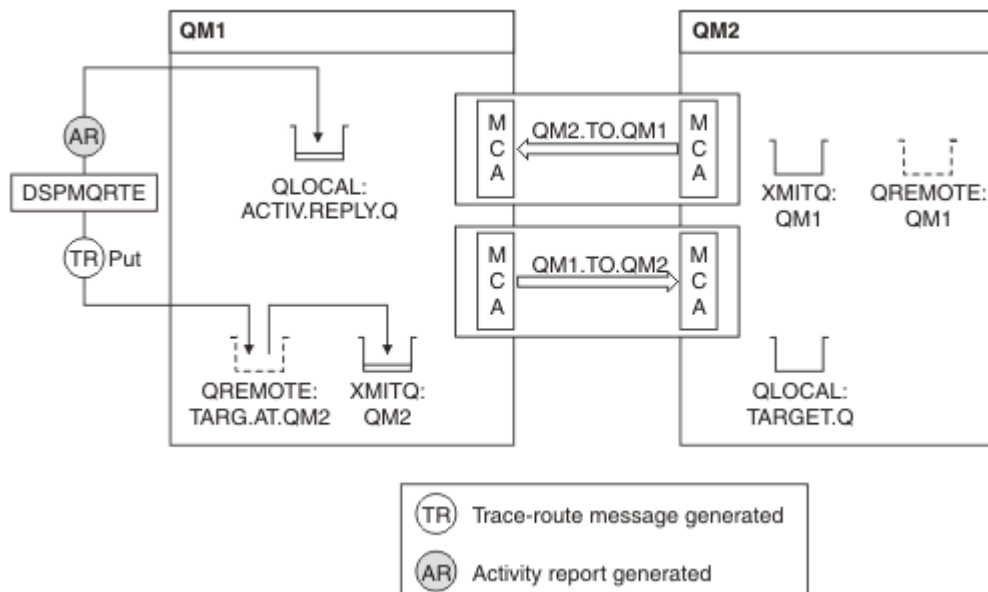 QM1
QM2
AR
DSPMQRTE
TR Put
QLOCAL:
ACTIV.REPLY.Q
M
C
A
QM2.TO.QM1
M
C
A
XMITQ:
QM1
QREMOTE:
QM1
M
C
A
QM1.TO.QM2
M
C
A
QREMOTE:
TARG.AT.QM2
XMITQ:
QM2
QLOCAL:
TARGET.Q
TR Trace-route message generated
AR Activity report generated